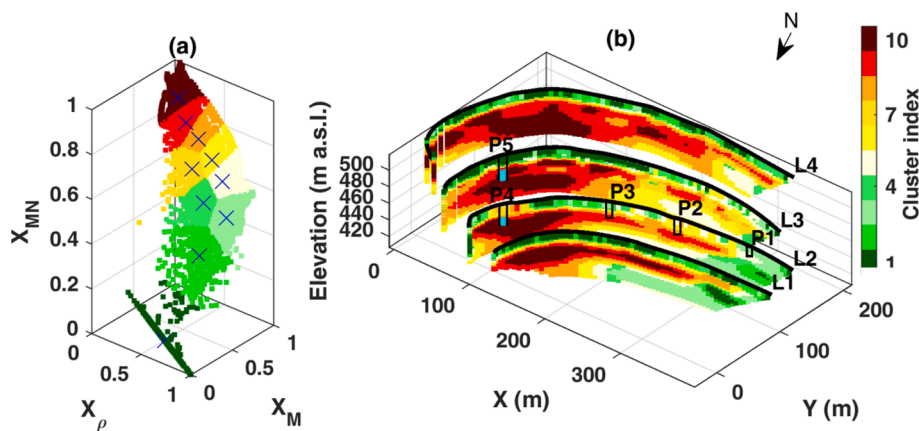 (a)
X_MN
1
0.8
0.6
0.4
0.2
0
0
0.5
1
X_ρ
0
0.5
1
X_M
(b)
N
Elevation (m a.s.l.)
500
480
460
440
420
0
100
200
300
X (m)
0
100
200
Y (m)
P5
P4
P3
P2
P1
L4
L3
L2
L1
10
7
4
1
Cluster index